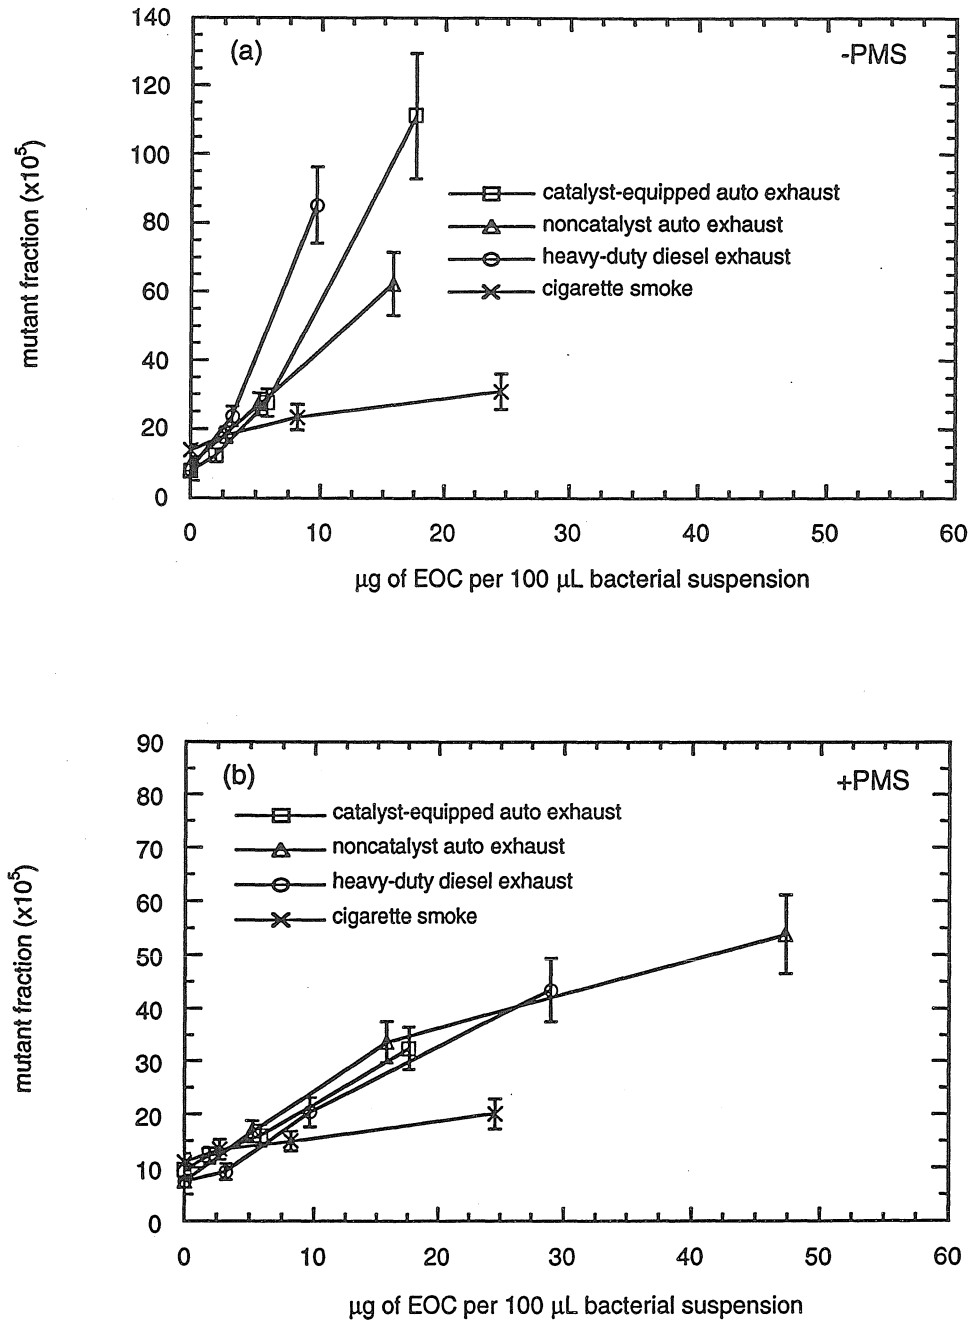 140
120
100
80
60
40
20
0
(a)
-PMS
catalyst-equipped auto exhaust
noncatalyst auto exhaust
heavy-duty diesel exhaust
cigarette smoke
mutant fraction (x10⁵)
0 10 20 30 40 50 60
µg of EOC per 100 µL bacterial suspension
90
80
70
60
50
40
30
20
10
0
(b)
+PMS
catalyst-equipped auto exhaust
noncatalyst auto exhaust
heavy-duty diesel exhaust
cigarette smoke
mutant fraction (x10⁵)
0 10 20 30 40 50 60
µg of EOC per 100 µL bacterial suspension